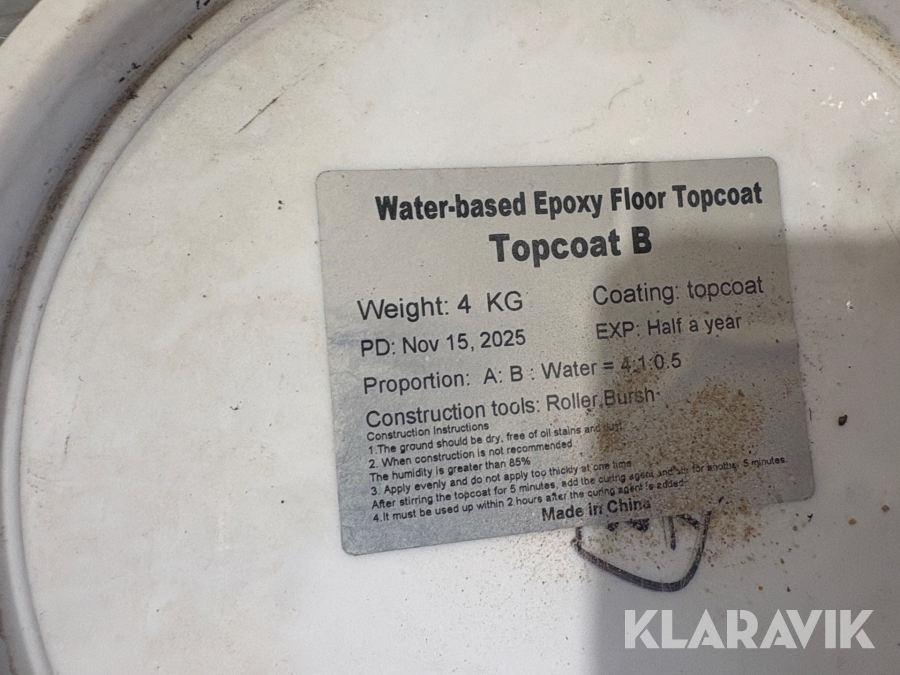 Water-based Epoxy Floor Topcoat
Topcoat B
Weight: 4 KG Coating: topcoat
PD: Nov 15, 2025 EXP: Half a year
Proportion: A: B : Water = 4:1:0.5
Construction tools: Roller,Bursh
Construction Instructions
1.The ground should be dry, free of oil stains and dust
2. When construction is not recommended
The humidity is greater than 85%
3. Apply evenly and do not apply too thickly at one time
After stirring the topcoat for 5 minutes, add the curing agent and stir for another 5 minutes.
4.It must be used up within 2 hours after the curing agent is added.
Made in China
KLARAVIK